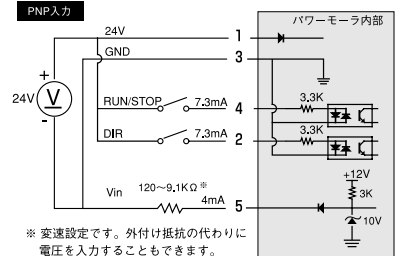 PNP入力
パワーモーラ内部
24V
1
GND
3
+
24V
V
-
RUN/STOP
7.3mA
4
3.3K
DIR
7.3mA
2
3.3K
+12V
3K
Vin
120～9.1KΩ※
4mA
5
10V
※ 変速設定です。外付け抵抗の代わりに
電圧を入力することもできます。